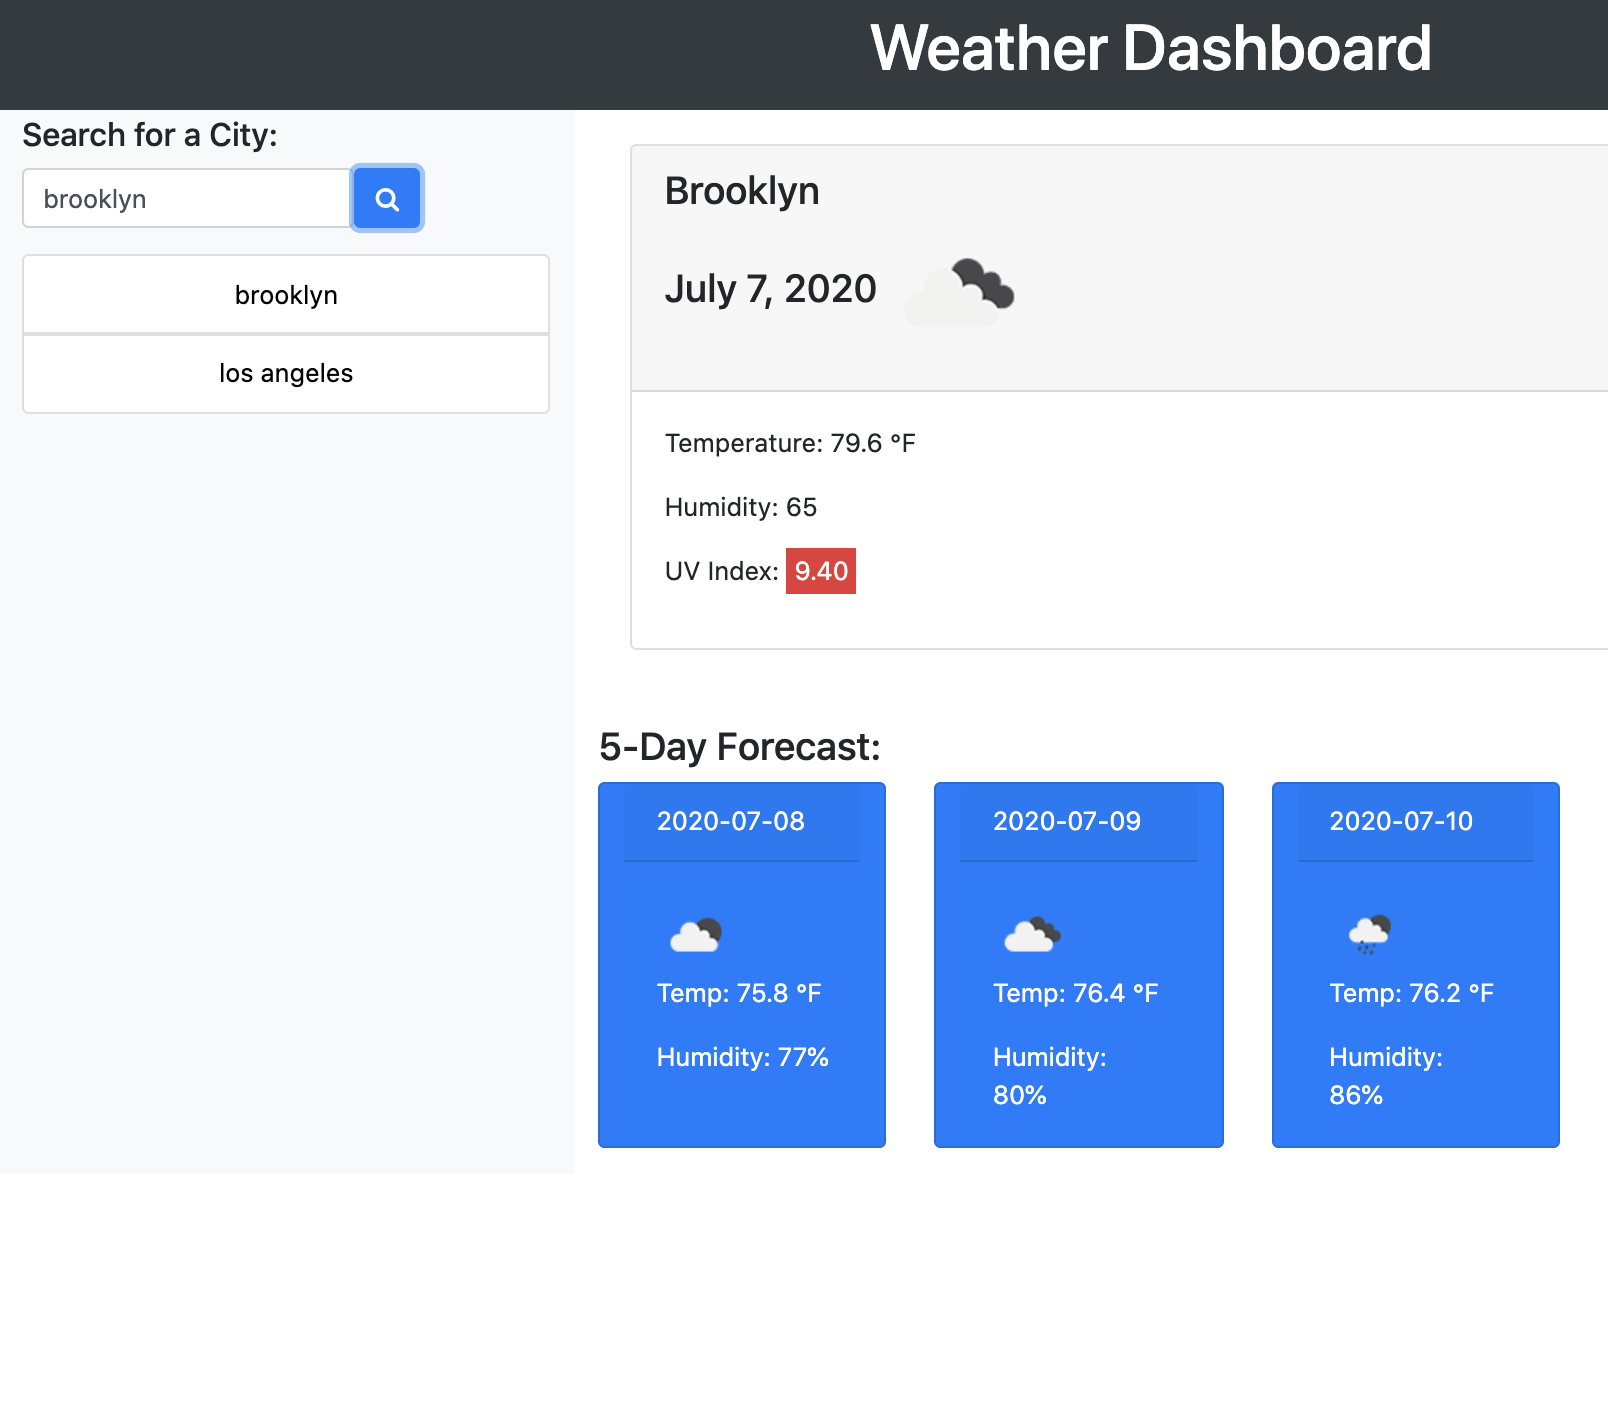 Weather Dashboard
Search for a City:
brooklyn
brooklyn
los angeles
Brooklyn
July 7, 2020
Temperature: 79.6 °F
Humidity: 65
UV Index: 9.40
5-Day Forecast:
2020-07-08
Temp: 75.8 °F
Humidity: 77%
2020-07-09
Temp: 76.4 °F
Humidity:
80%
2020-07-10
Temp: 76.2 °F
Humidity:
86%